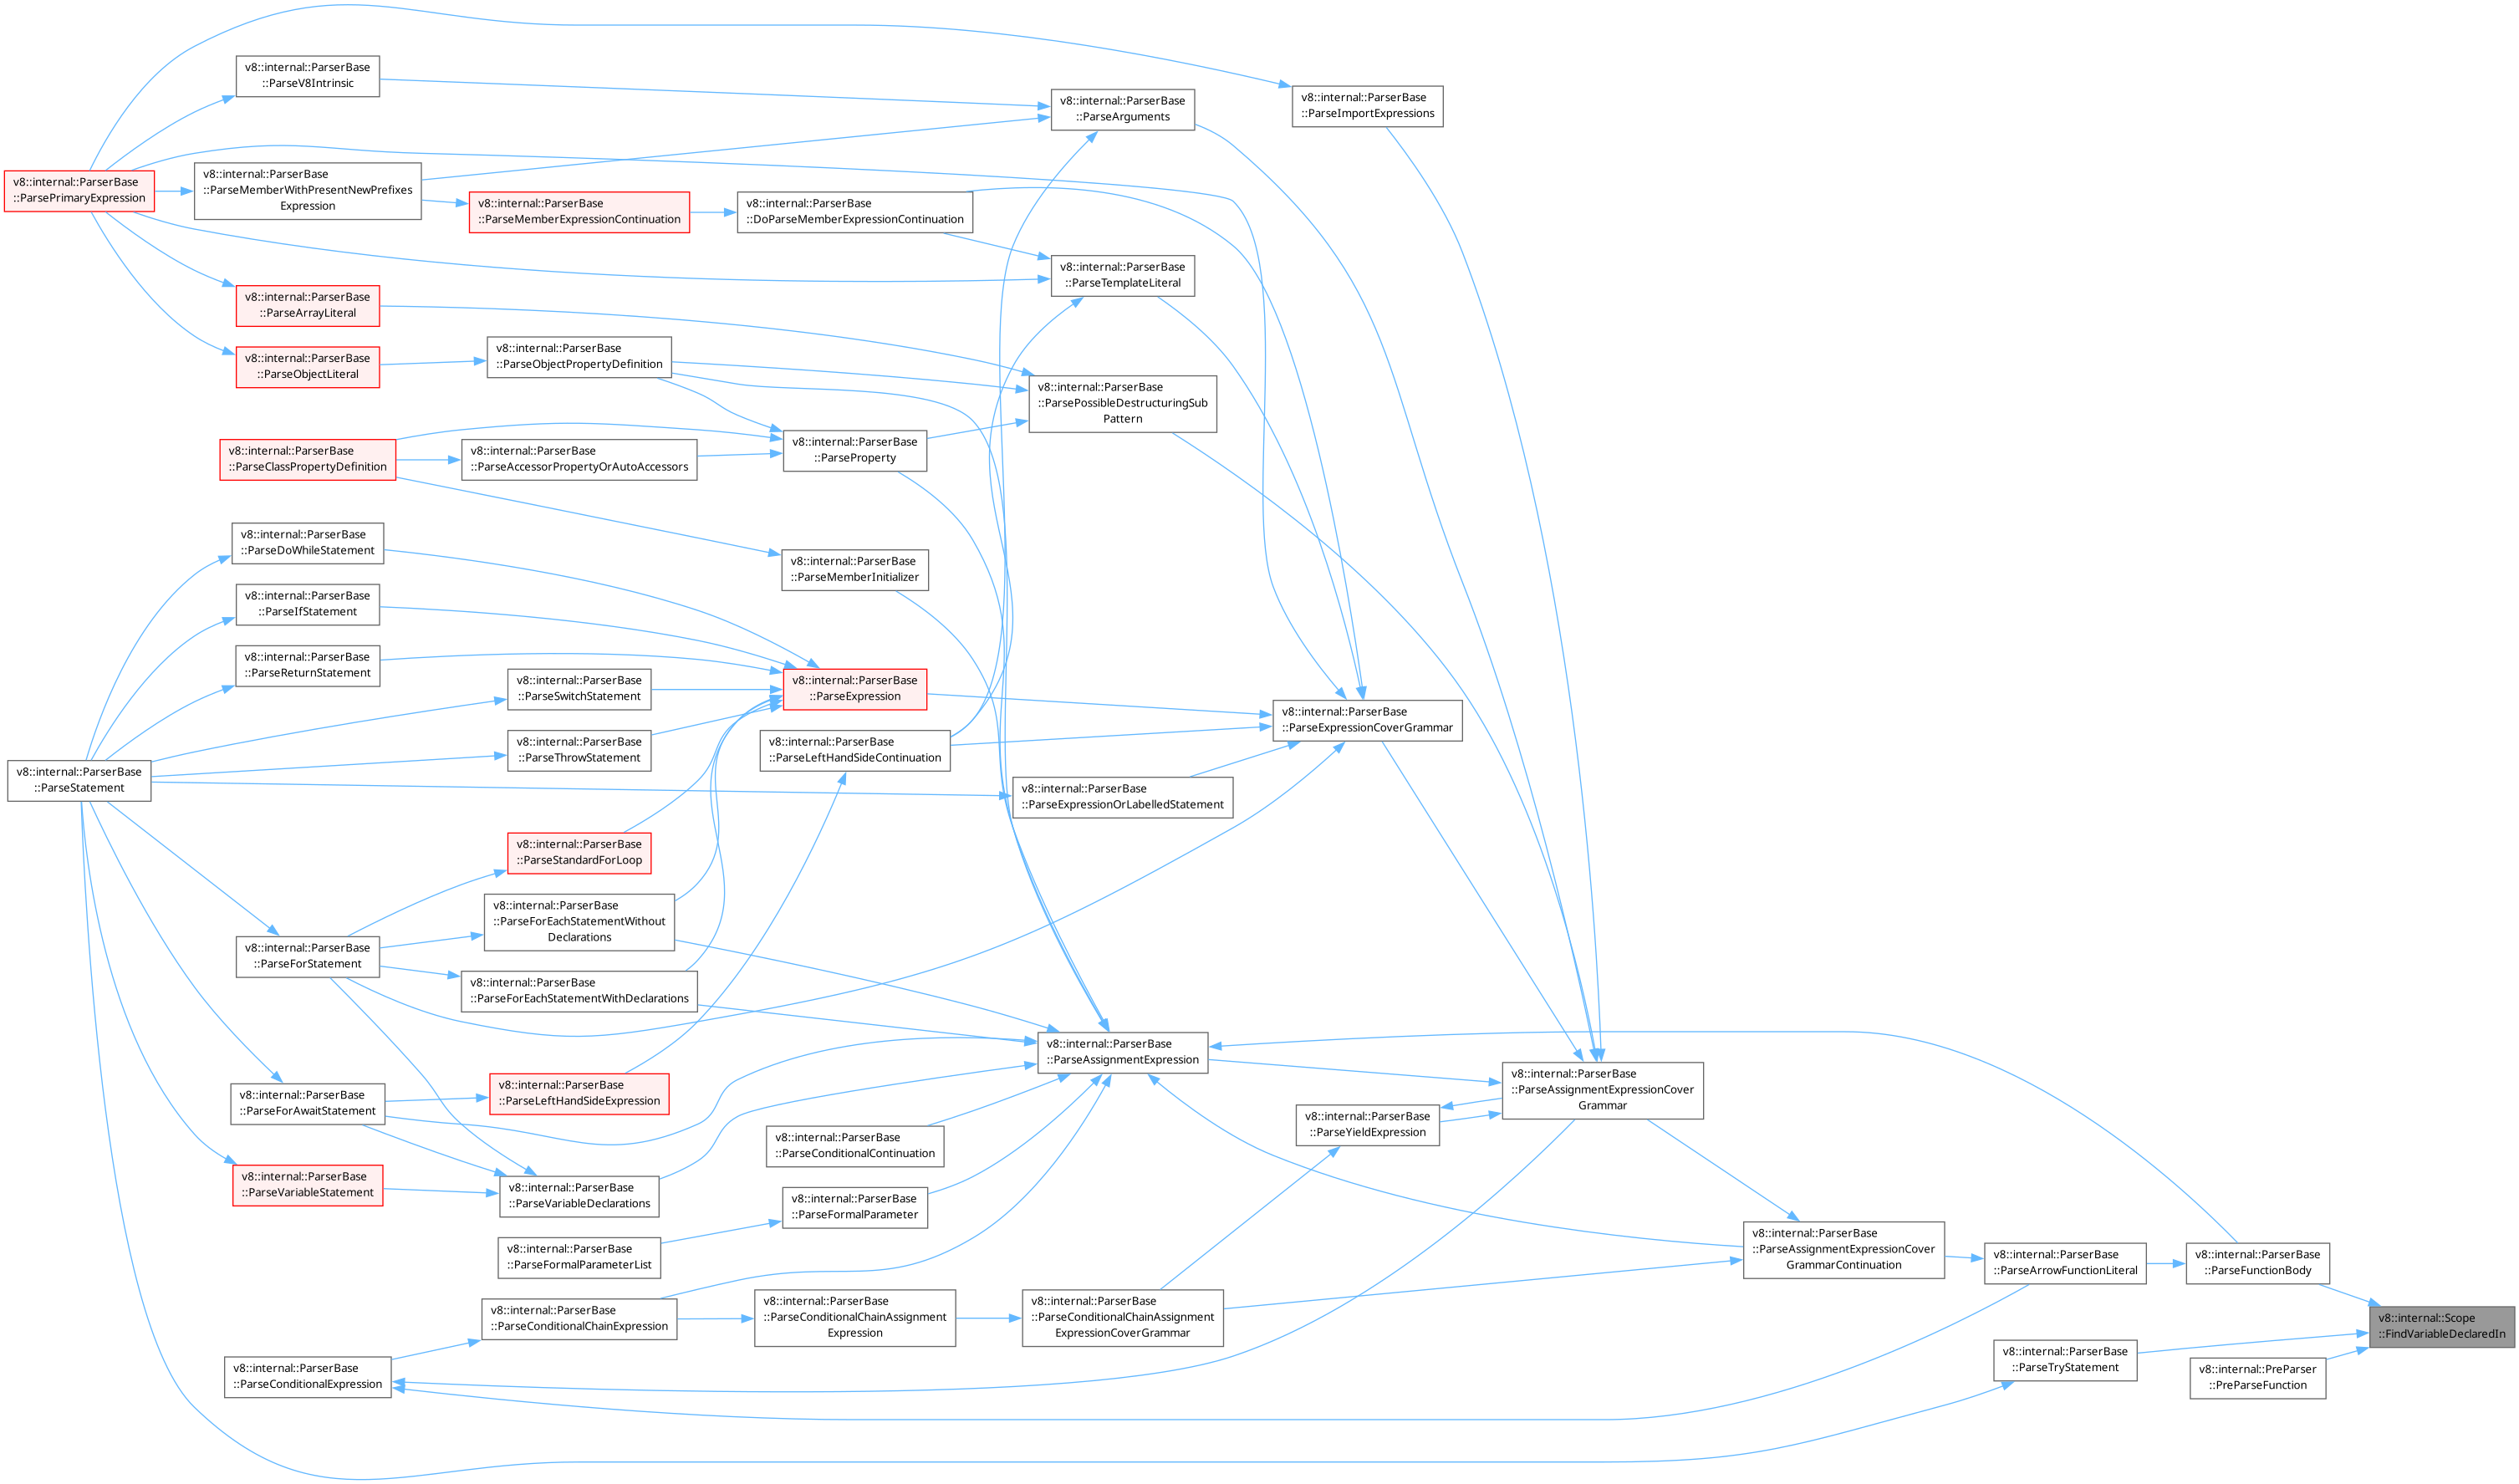 v8::internal::ParserBase
::ParseV8Intrinsic
v8::internal::ParserBase
::ParseArguments
v8::internal::ParserBase
::ParseImportExpressions
v8::internal::ParserBase
::ParsePrimaryExpression
v8::internal::ParserBase
::ParseMemberWithPresentNewPrefixes
Expression
v8::internal::ParserBase
::ParseMemberExpressionContinuation
v8::internal::ParserBase
::DoParseMemberExpressionContinuation
v8::internal::ParserBase
::ParseTemplateLiteral
v8::internal::ParserBase
::ParseArrayLiteral
v8::internal::ParserBase
::ParseObjectLiteral
v8::internal::ParserBase
::ParseObjectPropertyDefinition
v8::internal::ParserBase
::ParsePossibleDestructuringSub
Pattern
v8::internal::ParserBase
::ParseClassPropertyDefinition
v8::internal::ParserBase
::ParseAccessorPropertyOrAutoAccessors
v8::internal::ParserBase
::ParseProperty
v8::internal::ParserBase
::ParseDoWhileStatement
v8::internal::ParserBase
::ParseMemberInitializer
v8::internal::ParserBase
::ParseIfStatement
v8::internal::ParserBase
::ParseReturnStatement
v8::internal::ParserBase
::ParseSwitchStatement
v8::internal::ParserBase
::ParseExpression
v8::internal::ParserBase
::ParseExpressionCoverGrammar
v8::internal::ParserBase
::ParseThrowStatement
v8::internal::ParserBase
::ParseLeftHandSideContinuation
v8::internal::ParserBase
::ParseStatement
v8::internal::ParserBase
::ParseExpressionOrLabelledStatement
v8::internal::ParserBase
::ParseStandardForLoop
v8::internal::ParserBase
::ParseForEachStatementWithout
Declarations
v8::internal::ParserBase
::ParseForStatement
v8::internal::ParserBase
::ParseForEachStatementWithDeclarations
v8::internal::ParserBase
::ParseAssignmentExpression
v8::internal::ParserBase
::ParseAssignmentExpressionCover
Grammar
v8::internal::ParserBase
::ParseForAwaitStatement
v8::internal::ParserBase
::ParseLeftHandSideExpression
v8::internal::ParserBase
::ParseYieldExpression
v8::internal::ParserBase
::ParseConditionalContinuation
v8::internal::ParserBase
::ParseVariableStatement
v8::internal::ParserBase
::ParseVariableDeclarations
v8::internal::ParserBase
::ParseFormalParameter
v8::internal::ParserBase
::ParseFormalParameterList
v8::internal::ParserBase
::ParseAssignmentExpressionCover
GrammarContinuation
v8::internal::ParserBase
::ParseArrowFunctionLiteral
v8::internal::ParserBase
::ParseFunctionBody
v8::internal::ParserBase
::ParseConditionalChainExpression
v8::internal::ParserBase
::ParseConditionalChainAssignment
Expression
v8::internal::ParserBase
::ParseConditionalChainAssignment
ExpressionCoverGrammar
v8::internal::Scope
::FindVariableDeclaredIn
v8::internal::ParserBase
::ParseConditionalExpression
v8::internal::ParserBase
::ParseTryStatement
v8::internal::PreParser
::PreParseFunction